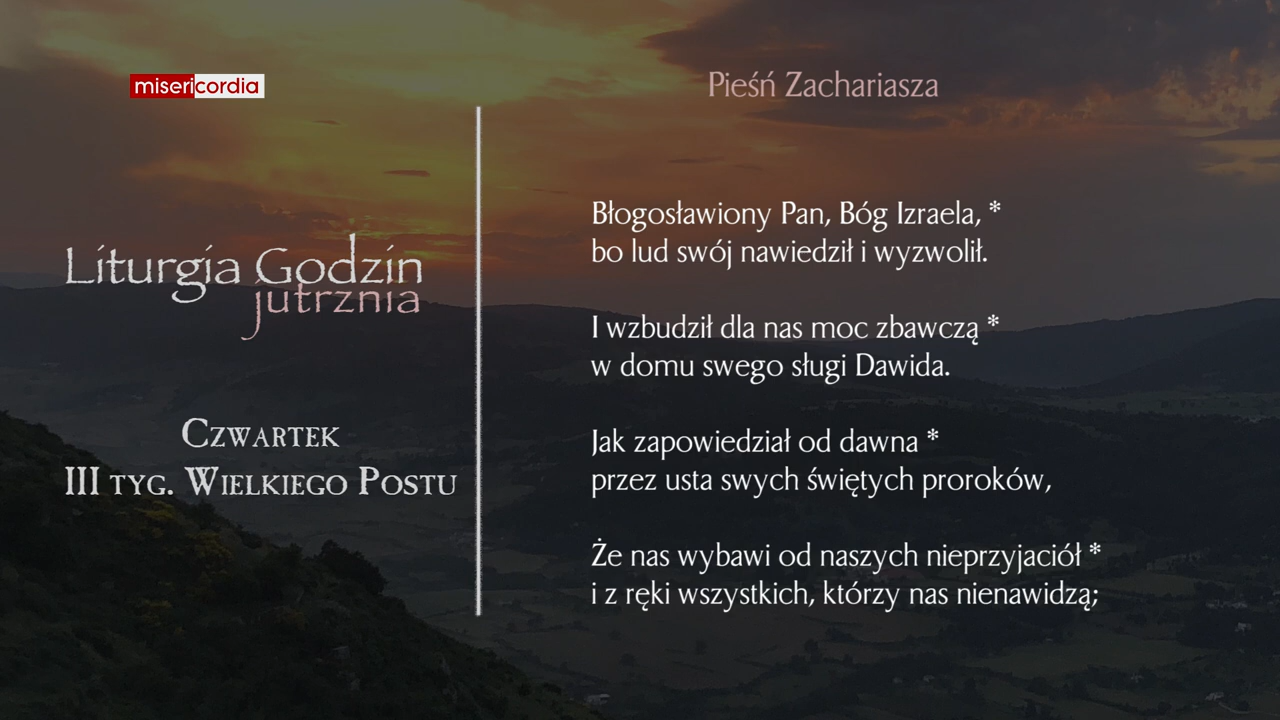 misericordia
Liturgia Godzin
jutrznia
Czwartek
III tyg. Wielkiego Postu
Pieśń Zachariasza
Błogosławiony Pan, Bóg Izraela, *
bo lud swój nawiedził i wyzwolił.
I wzbudził dla nas moc zbawczą *
w domu swego sługi Dawida.
Jak zapowiedział od dawna *
przez usta swych świętych proroków,
Że nas wybawi od naszych nieprzyjaciół *
i z ręki wszystkich, którzy nas nienawidzą;